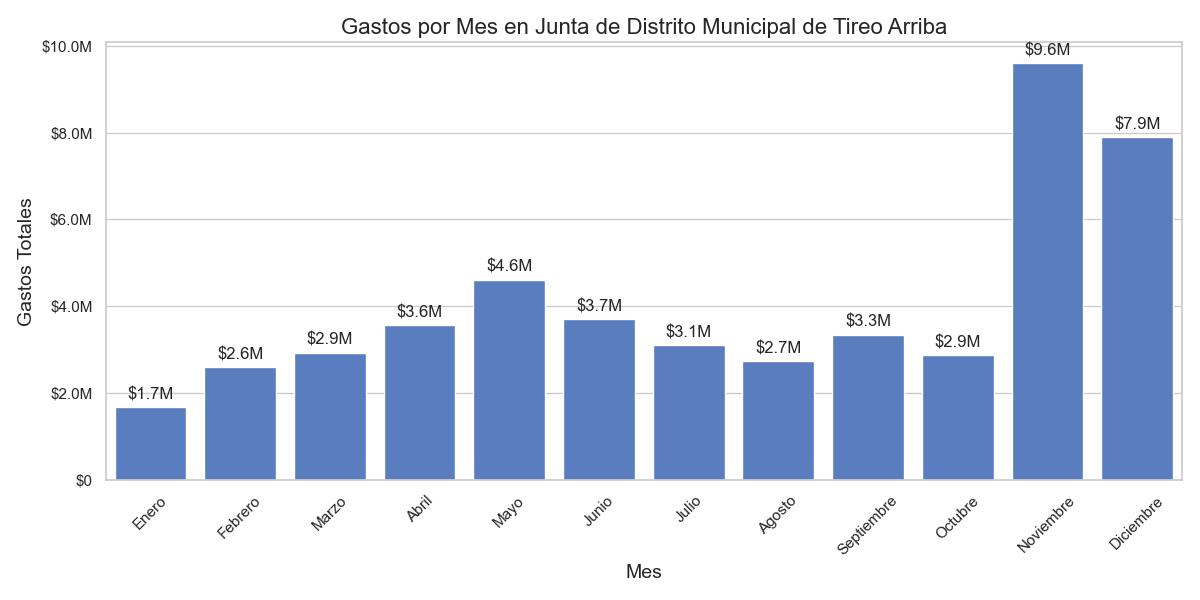 Gastos por Mes en Junta de Distrito Municipal de Tireo Arriba
Gastos Totales
$10.0M
$8.0M
$6.0M
$4.0M
$2.0M
$0
$1.7M
$2.6M
$2.9M
$3.6M
$4.6M
$3.7M
$3.1M
$2.7M
$3.3M
$2.9M
$9.6M
$7.9M
Enero
Febrero
Marzo
Abril
Mayo
Junio
Julio
Agosto
Septiembre
Octubre
Noviembre
Diciembre
Mes